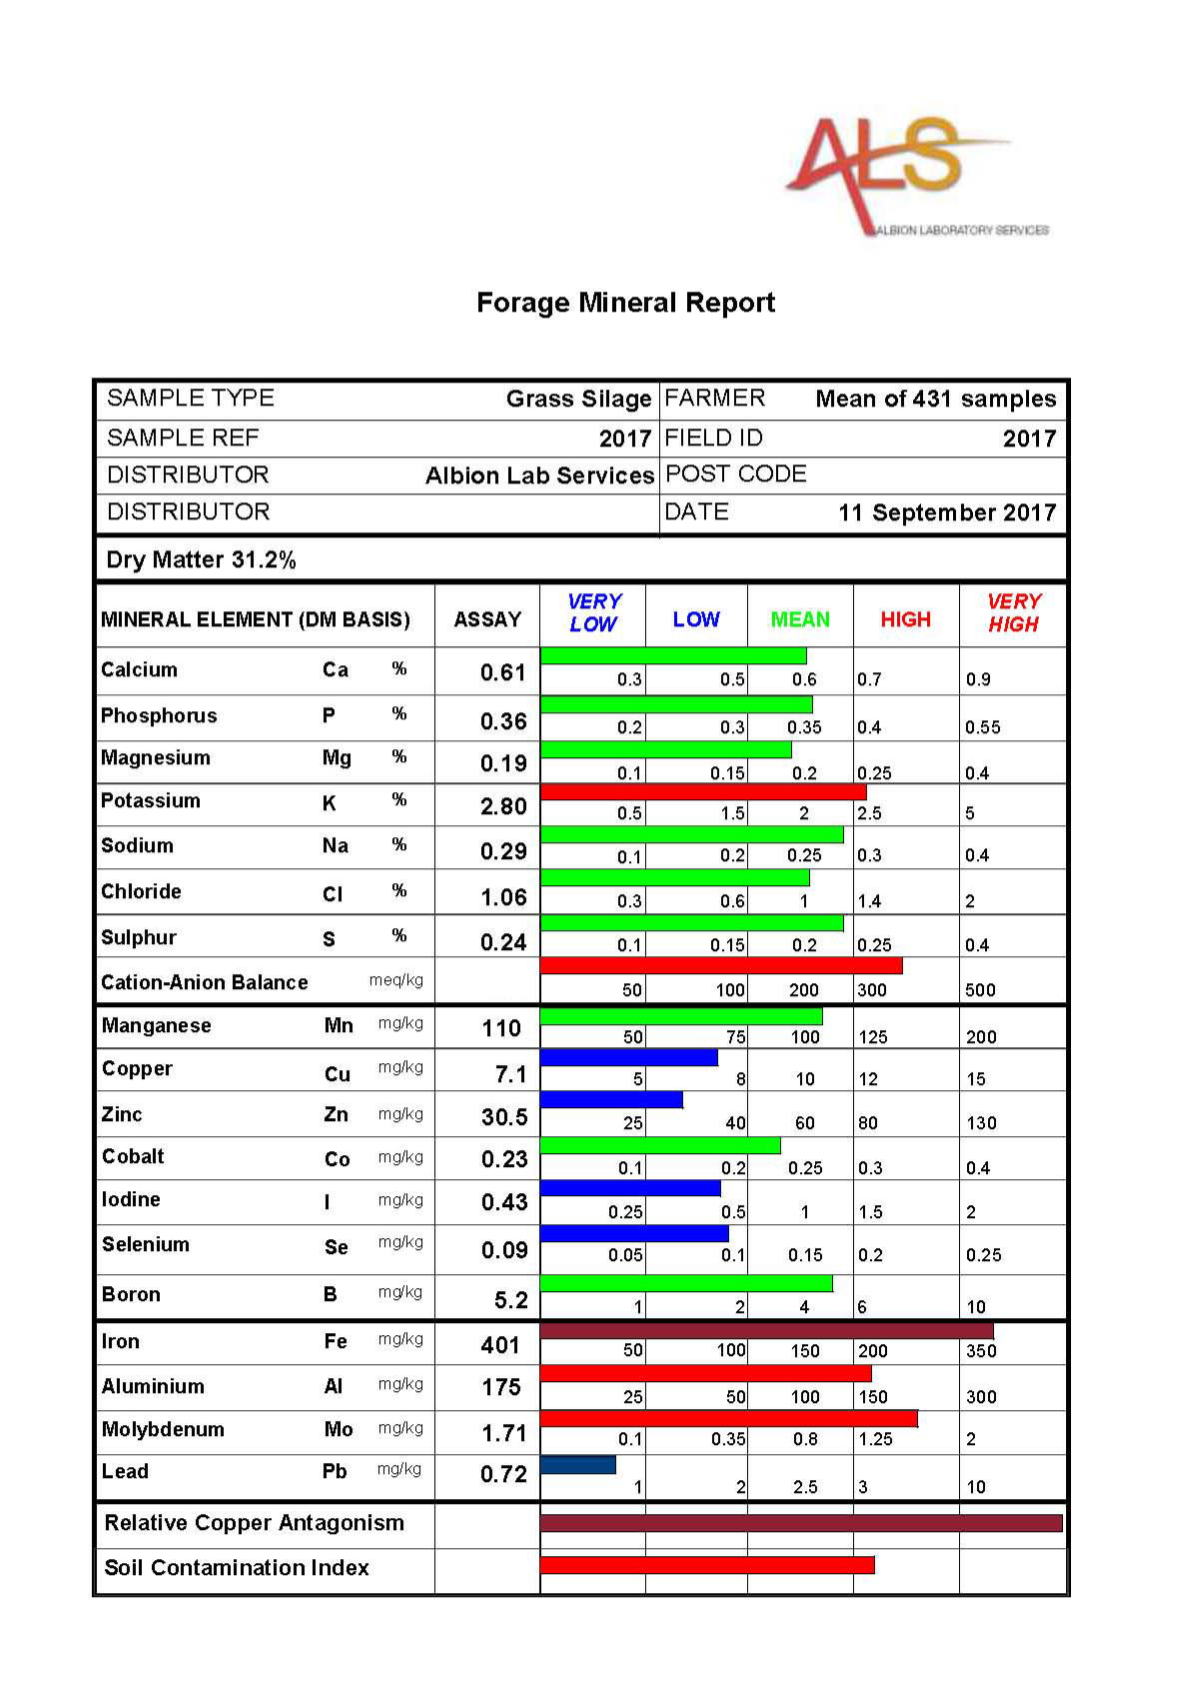 ALS
ALBION LABORATORY SERVICES
Forage Mineral Report
SAMPLE TYPE Grass Silage FARMER Mean of 431 samples
SAMPLE REF 2017 FIELD ID 2017
DISTRIBUTOR Albion Lab Services POST CODE
DISTRIBUTOR DATE 11 September 2017
Dry Matter 31.2%
MINERAL ELEMENT (DM BASIS) ASSAY VERY LOW LOW MEAN HIGH VERY HIGH
Calcium Ca % 0.61 0.3 0.5 0.6 0.7 0.9
Phosphorus P % 0.36 0.2 0.3 0.35 0.4 0.55
Magnesium Mg % 0.19 0.1 0.15 0.2 0.25 0.4
Potassium K % 2.80 0.5 1.5 2 2.5 5
Sodium Na % 0.29 0.1 0.2 0.25 0.3 0.4
Chloride Cl % 1.06 0.3 0.6 1 1.4 2
Sulphur S % 0.24 0.1 0.15 0.2 0.25 0.4
Cation-Anion Balance meq/kg 50 100 200 300 500
Manganese Mn mg/kg 110 50 75 100 125 200
Copper Cu mg/kg 7.1 5 8 10 12 15
Zinc Zn mg/kg 30.5 25 40 60 80 130
Cobalt Co mg/kg 0.23 0.1 0.2 0.25 0.3 0.4
Iodine I mg/kg 0.43 0.25 0.5 1 1.5 2
Selenium Se mg/kg 0.09 0.05 0.1 0.15 0.2 0.25
Boron B mg/kg 5.2 1 2 4 6 10
Iron Fe mg/kg 401 50 100 150 200 350
Aluminium Al mg/kg 175 25 50 100 150 300
Molybdenum Mo mg/kg 1.71 0.1 0.35 0.8 1.25 2
Lead Pb mg/kg 0.72 1 2 2.5 3 10
Relative Copper Antagonism
Soil Contamination Index